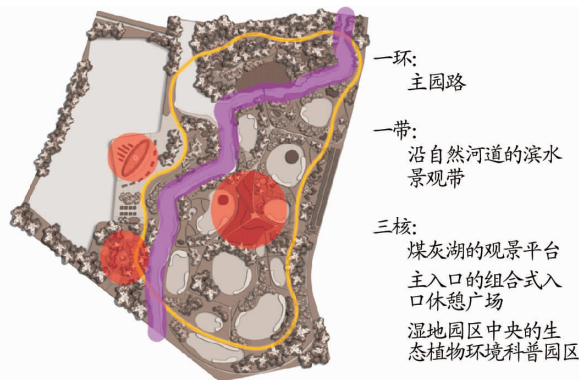 一环:
主园路
一带:
沿自然河道的滨水
景观带
三核:
煤灰湖的观景平台
主入口的组合式入
口休憩广场
湿地园区中央的生
态植物环境科普园区